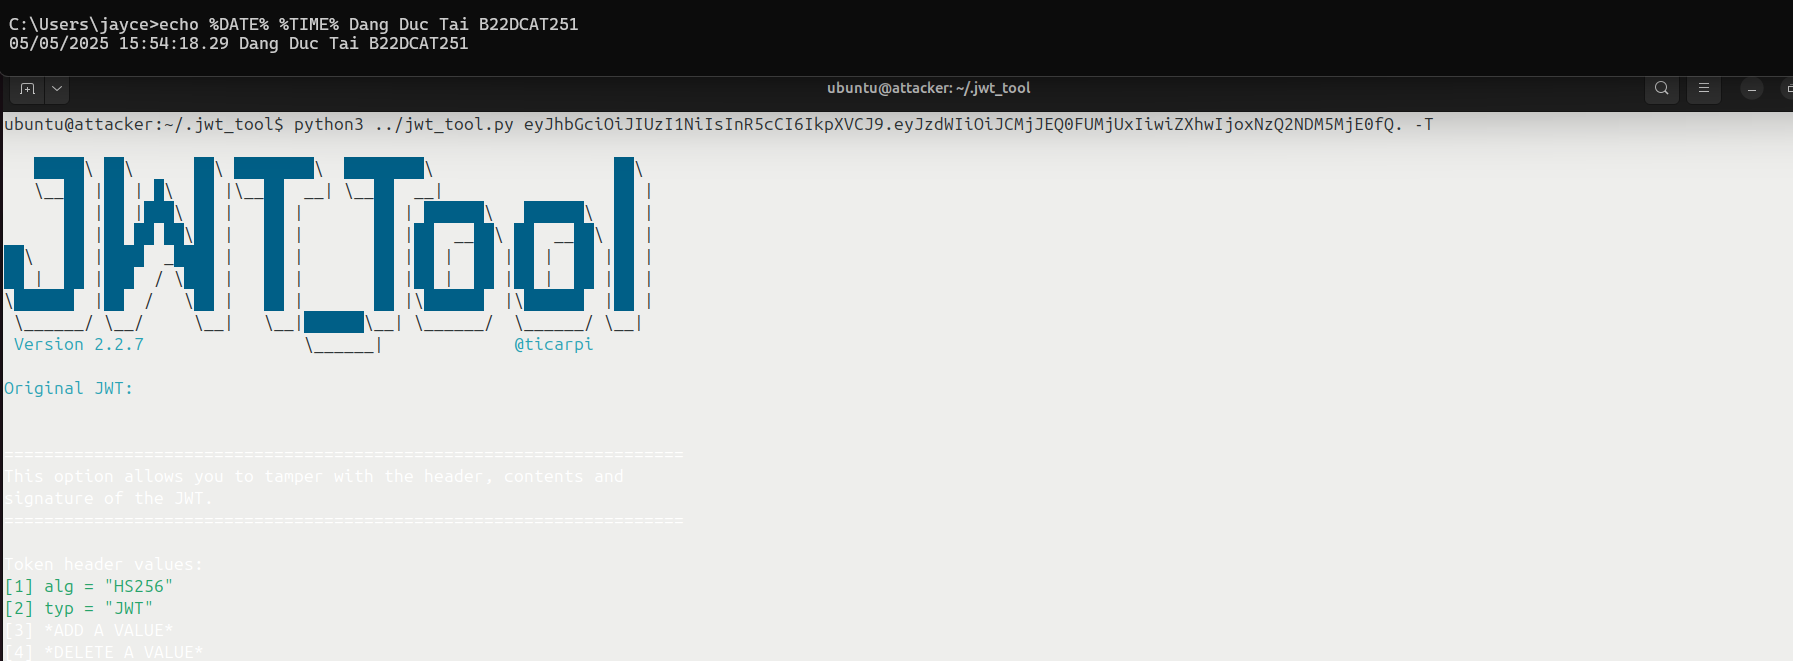 C:\Users\jayce>echo %DATE% %TIME% Dang Duc Tai B22DCAT251
05/05/2025 15:54:18.29 Dang Duc Tai B22DCAT251
ubuntu@attacker: ~/.jwt_tool
ubuntu@attacker:~/.jwt_tool$ python3 ../jwt_tool.py eyJhbGciOiJIUzI1NiIsInR5cCI6IkpXVCJ9.eyJzdWIiOiJCMjJEQ0FUMjUxIiwiZXhwIjoxNzQ2NDM5MjE0fQ. -T
JWT_Tool
Version 2.2.7 @ticarpi
Original JWT:
====================================================================
This option allows you to tamper with the header, contents and
signature of the JWT.
====================================================================
Token header values:
[1] alg = "HS256"
[2] typ = "JWT"
[3] *ADD A VALUE*
[4] *DELETE A VALUE*